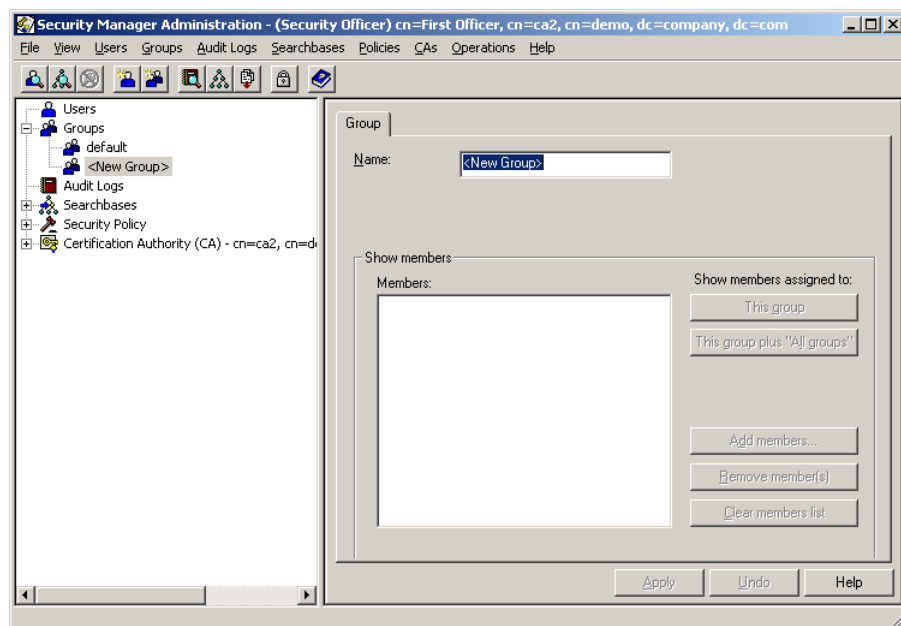 Security Manager Administration - (Security Officer) cn=First Officer, cn=ca2, cn=demo, dc=company, dc=com
File View Users Groups Audit Logs Searchbases Policies CAs Operations Help
Users
Groups
default
<New Group>
Audit Logs
Searchbases
Security Policy
Certification Authority (CA) - cn=ca2, cn=d
Group
Name:
<New Group>
Show members
Members:
Show members assigned to:
This group
This group plus "All groups"
Add members...
Remove member(s)
Clear members list
Apply Undo Help